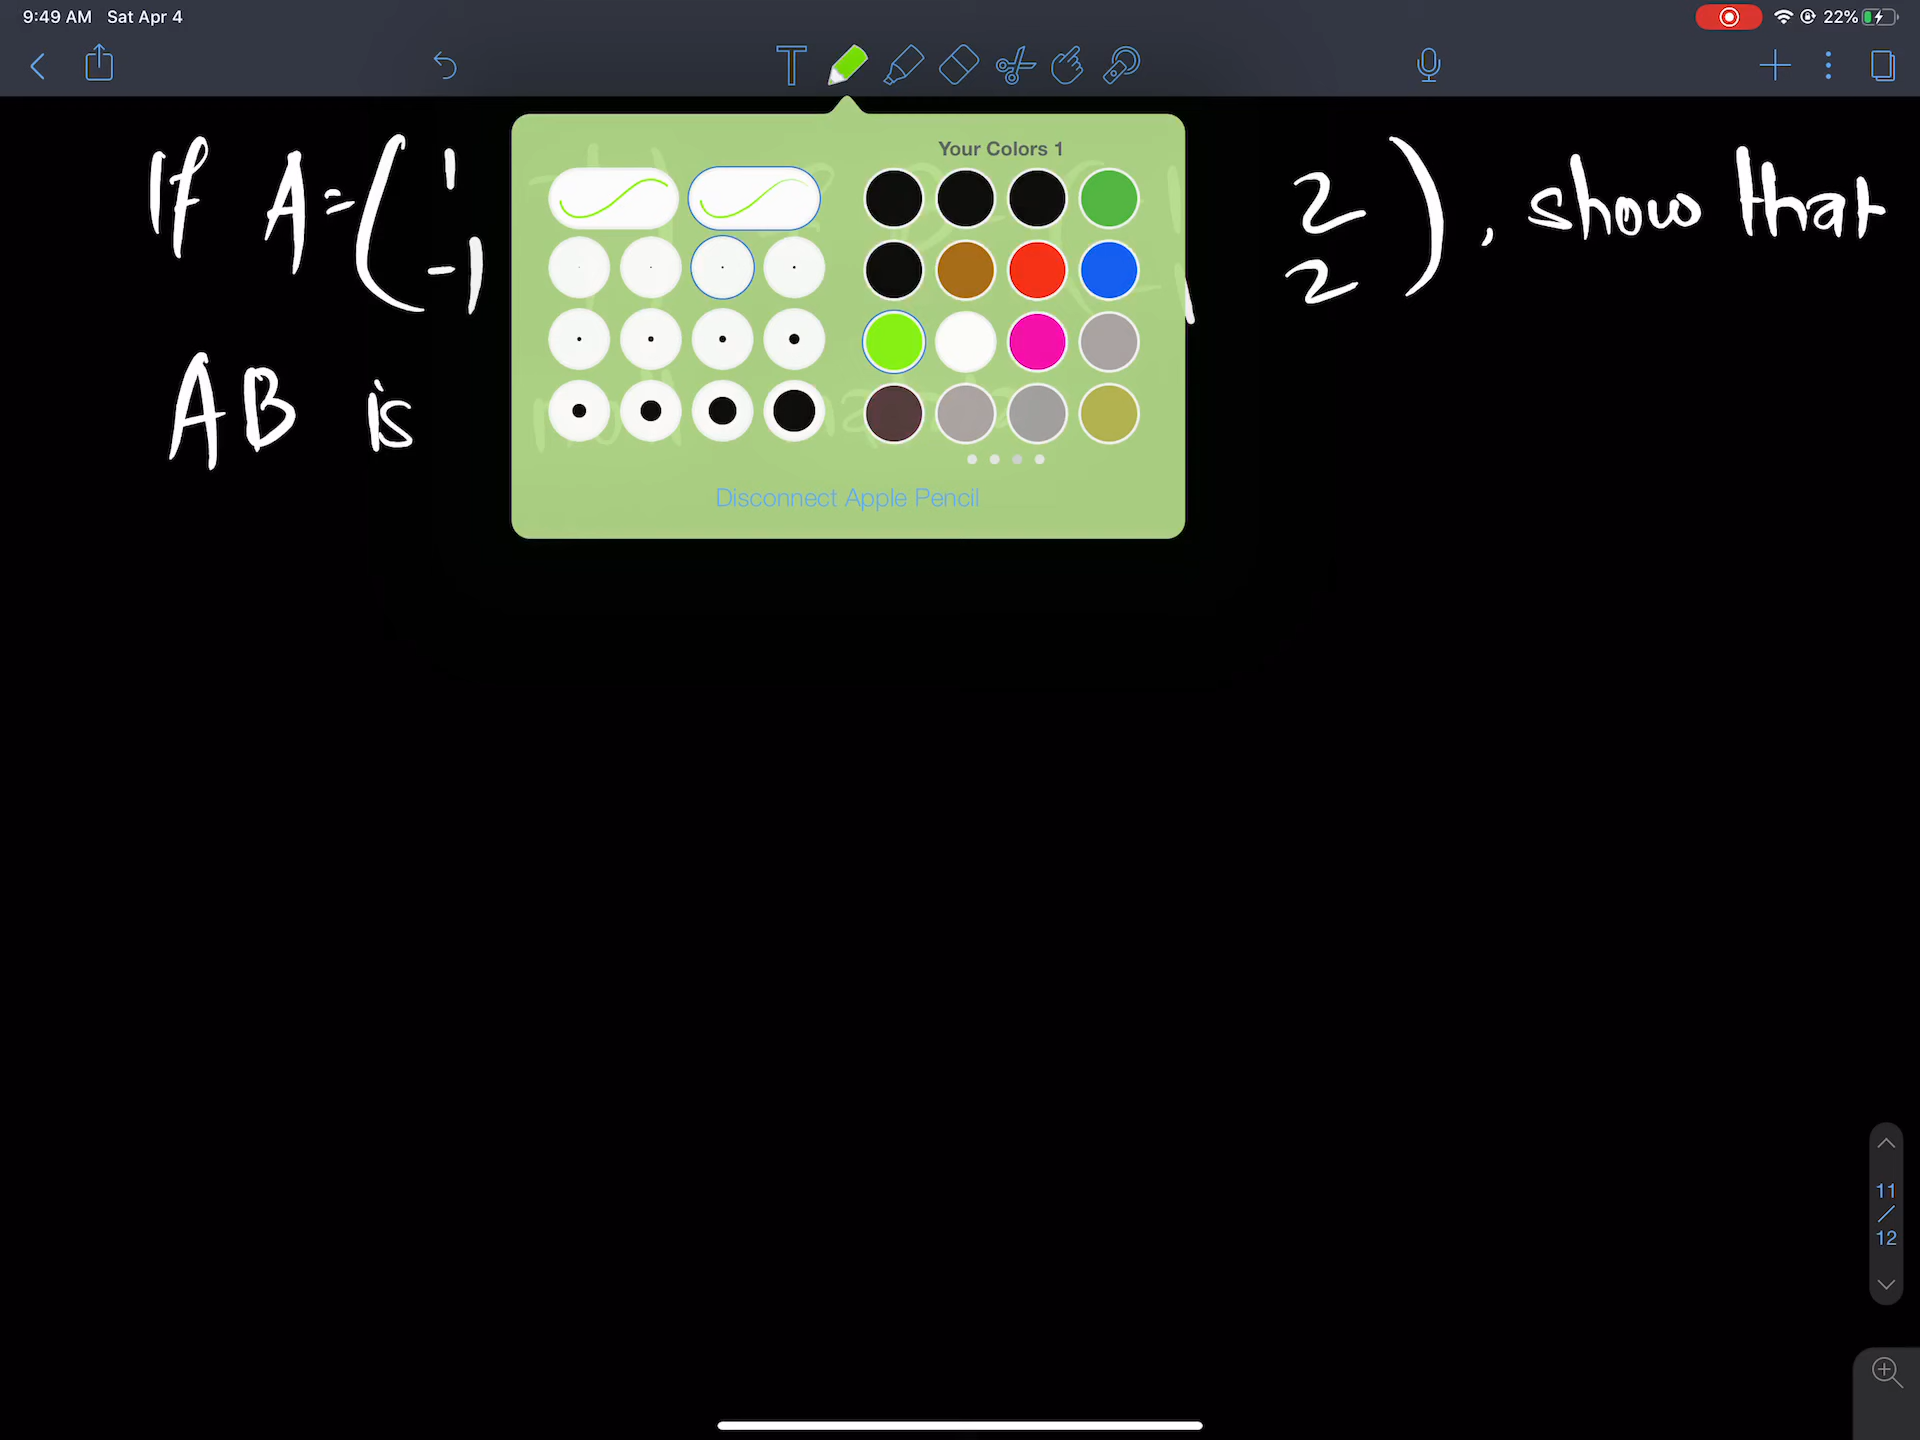 9:49 AM Sat Apr 4
22%
If A = ( 1 2 ) , show that
-1 2
AB is
Your Colors 1
Disconnect Apple Pencil
11
/
12